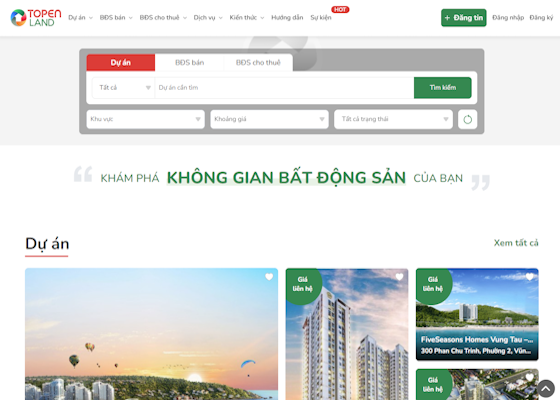 TOPEN LAND
Dự án BĐS bán BĐS cho thuê Dịch vụ Kiến thức Hướng dẫn Sự kiện HOT + Đăng tin Đăng nhập Đăng ký
Dự án BĐS bán BĐS cho thuê
Tất cả Dự án cần tìm Tìm kiếm
Khu vực Khoảng giá Tất cả trạng thái
KHÁM PHÁ KHÔNG GIAN BẤT ĐỘNG SẢN CỦA BẠN
Dự án Xem tất cả
Giá liên hệ
Giá liên hệ
FiveSeasons Homes Vung Tau –...
300 Phan Chu Trinh, Phường 2, Vũn...
Giá liên hệ